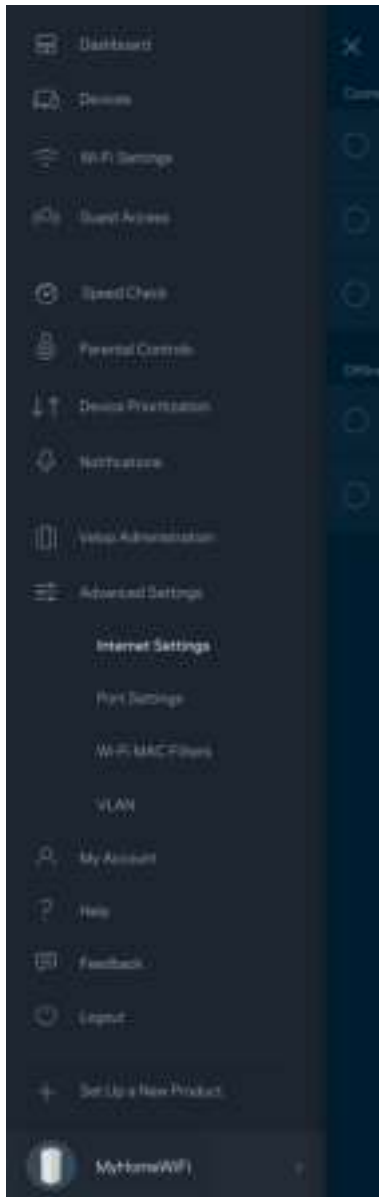 Dashboard
Devices
Wi-Fi Settings
Guest Access
Speed Check
Parental Controls
Device Prioritization
Notifications
Velop Administration
Advanced Settings
Internet Settings
Port Settings
Wi-Fi MAC Filters
VLAN
My Account
Help
Feedback
Logout
Set Up a New Product
MyHomeWiFi